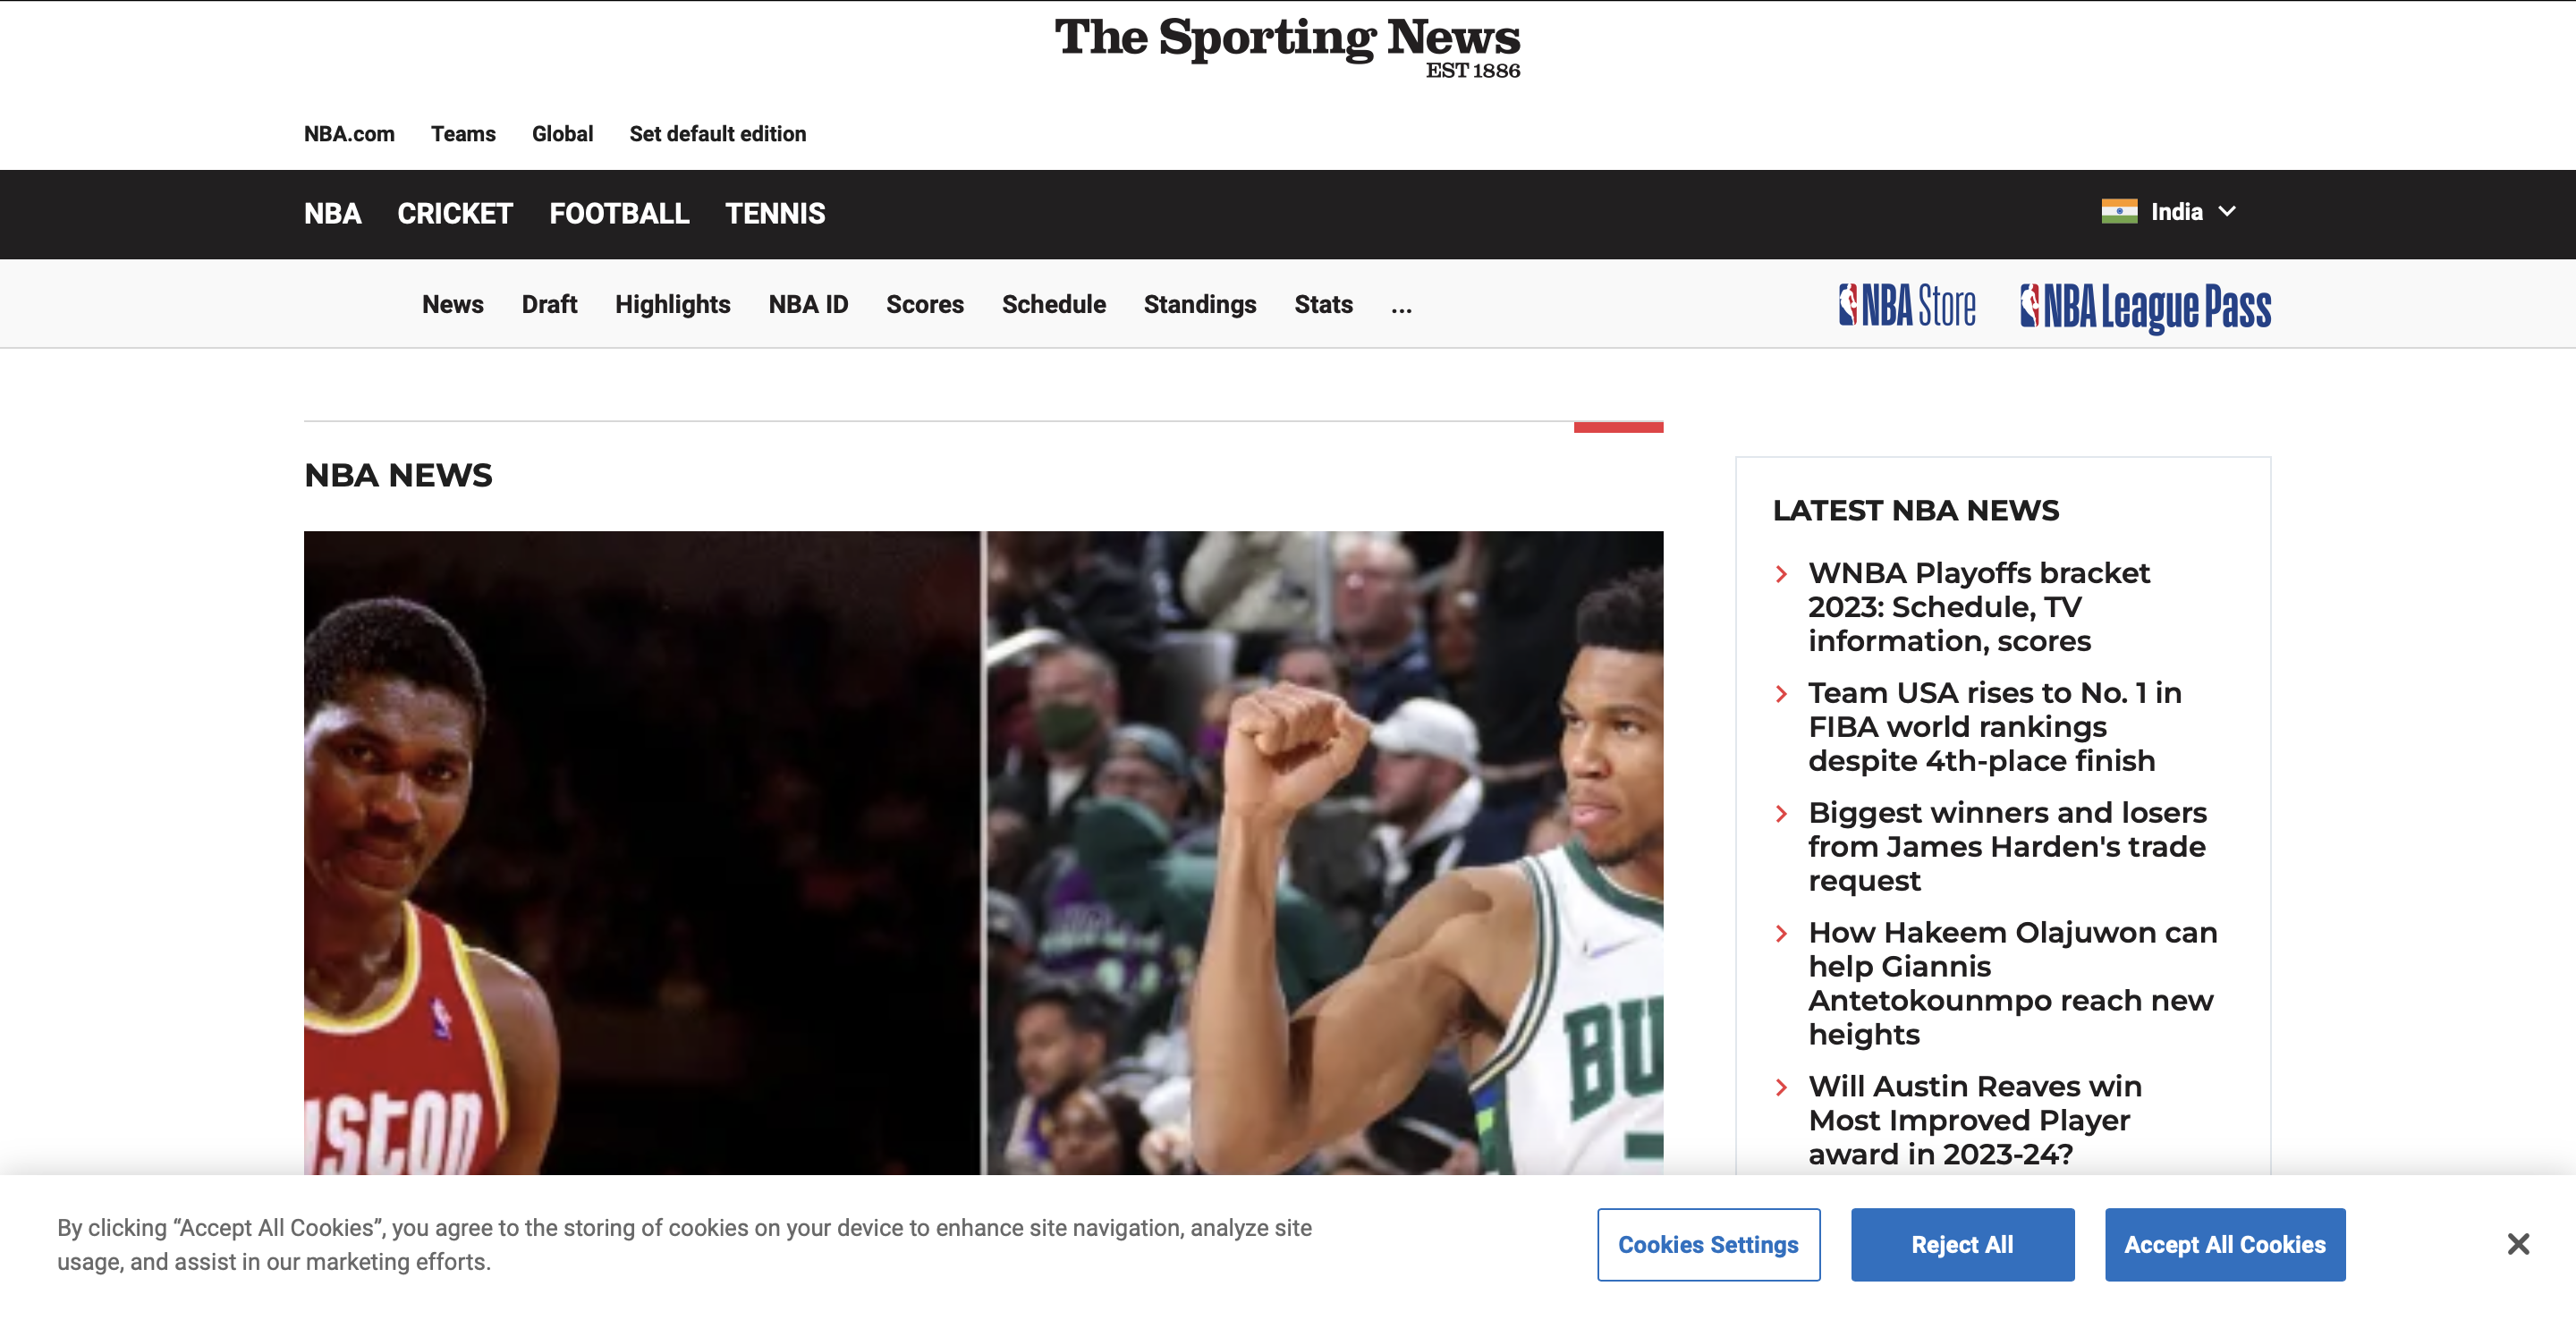 The Sporting News
EST 1886
NBA.com Teams Global Set default edition
NBA CRICKET FOOTBALL TENNIS
India
News Draft Highlights NBA ID Scores Schedule Standings Stats ...
NBA Store NBA League Pass
NBA NEWS
uston
BU
LATEST NBA NEWS
WNBA Playoffs bracket
2023: Schedule, TV
information, scores
Team USA rises to No. 1 in
FIBA world rankings
despite 4th-place finish
Biggest winners and losers
from James Harden's trade
request
How Hakeem Olajuwon can
help Giannis
Antetokounmpo reach new
heights
Will Austin Reaves win
Most Improved Player
award in 2023-24?
By clicking “Accept All Cookies”, you agree to the storing of cookies on your device to enhance site navigation, analyze site
usage, and assist in our marketing efforts.
Cookies Settings
Reject All
Accept All Cookies